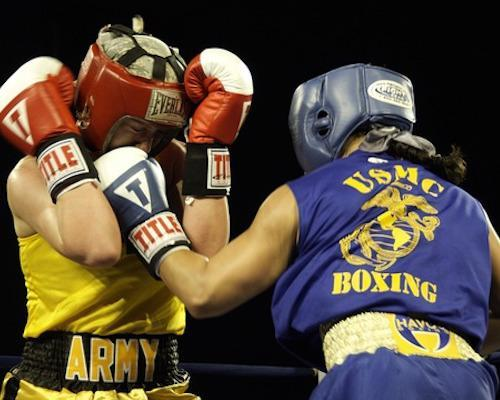 EVERLAST
T
TITLE
TITLE
T
TITLE
ARMY
USMC
BOXING